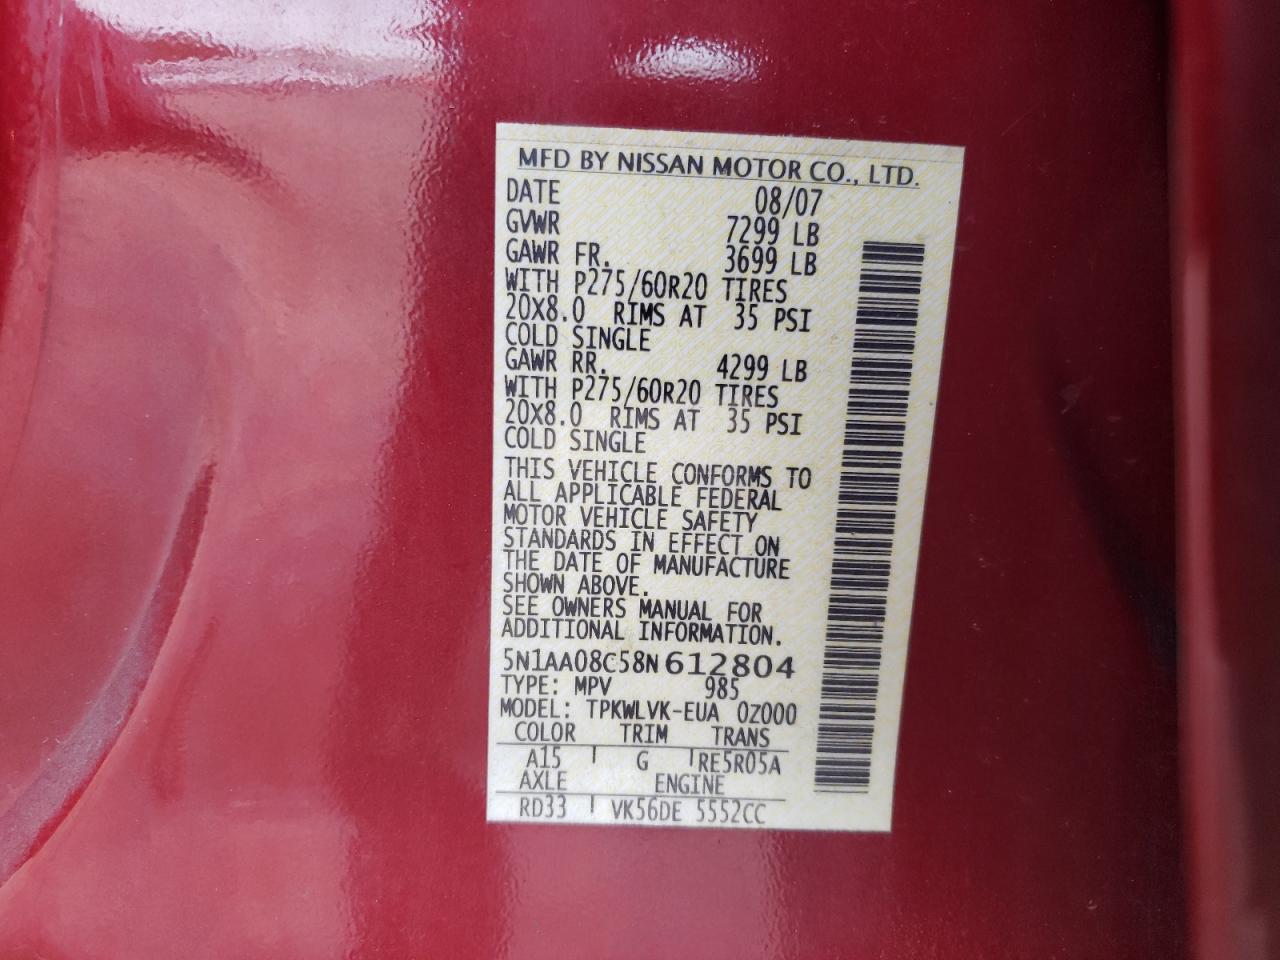 MFD BY NISSAN MOTOR CO., LTD.
DATE 08/07
GVWR 7299 LB
GAWR FR. 3699 LB
WITH P275/60R20 TIRES
20X8.0 RIMS AT 35 PSI
COLD SINGLE
GAWR RR. 4299 LB
WITH P275/60R20 TIRES
20X8.0 RIMS AT 35 PSI
COLD SINGLE
THIS VEHICLE CONFORMS TO
ALL APPLICABLE FEDERAL
MOTOR VEHICLE SAFETY
STANDARDS IN EFFECT ON
THE DATE OF MANUFACTURE
SHOWN ABOVE.
SEE OWNERS MANUAL FOR
ADDITIONAL INFORMATION.
5N1AA08C58N612804
TYPE: MPV 985
MODEL: TPKWLVK-EUA 0Z000
COLOR TRIM TRANS
A15 G RE5R05A
AXLE ENGINE
RD33 VK56DE 5552CC